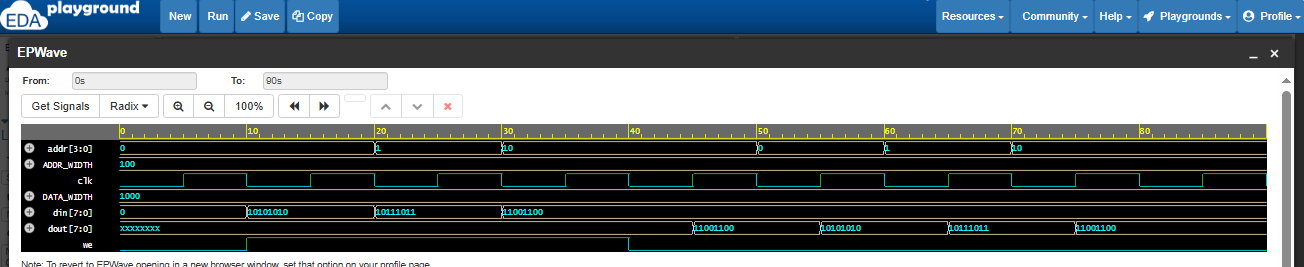 EDA playground New Run Save Copy Resources Community Help Playgrounds Profile
EPWave
From: 0s To: 90s
Get Signals Radix 100%
0 10 20 30 40 50 60 70 80
addr[3:0] 0 1 10 0 1 10
ADDR_WIDTH 100
clk
DATA_WIDTH 1000
din[7:0] 0 10101010 10111011 11001100
dout[7:0] xxxxxxxx 11001100 10101010 10111011 11001100
we
Note: To revert to EPWave opening in a new browser window, set that option on your profile page.